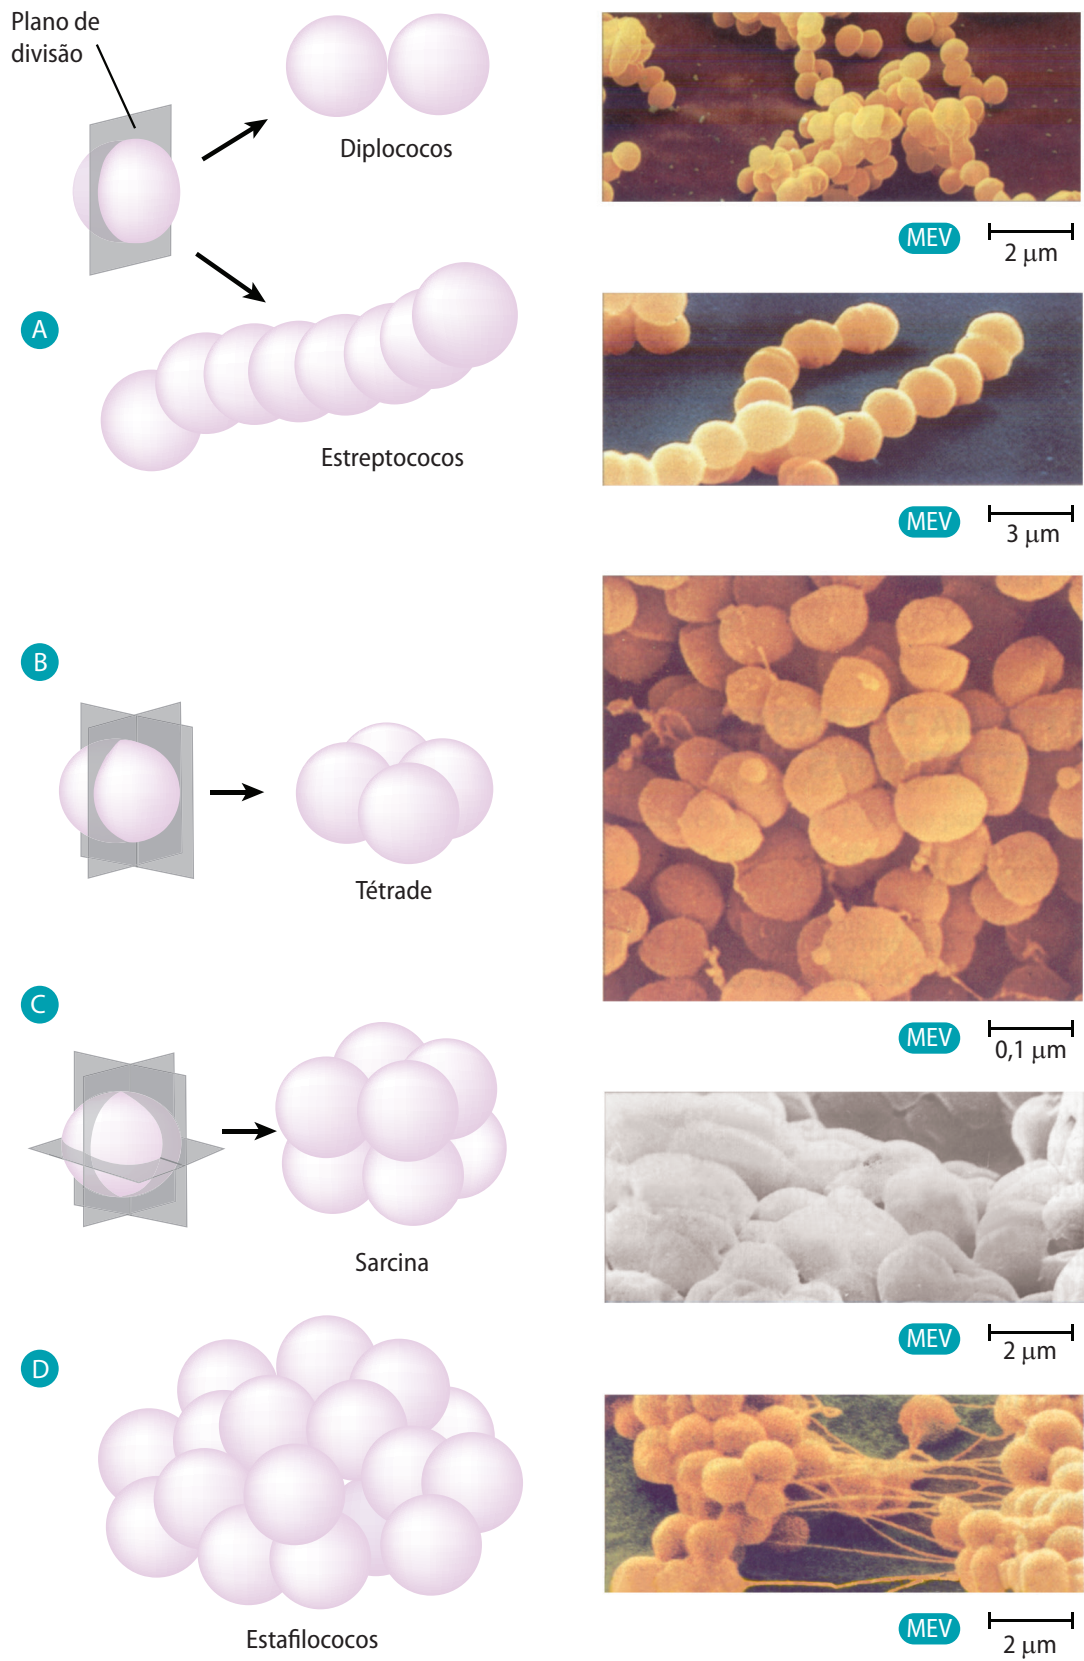 Plano de
divisão
Diplococos
MEV
2 μm
A
Estreptococos
MEV
3 μm
B
Tétrade
MEV
0,1 μm
C
Sarcina
MEV
2 μm
D
Estafilococos
MEV
2 μm